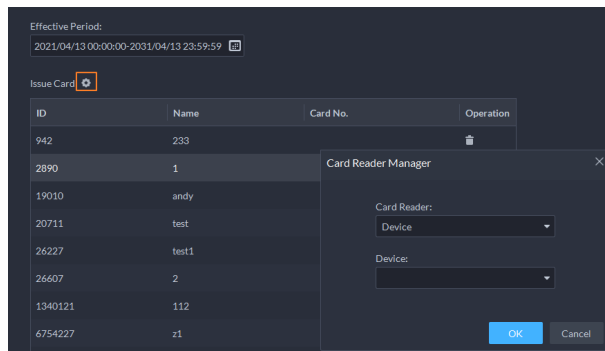 Effective Period:
2021/04/13 00:00:00-2031/04/13 23:59:59
Issue Card
ID Name Card No. Operation
942 233
2890 1
19010 andy
20711 test
26227 test1
26607 2
1340121 112
6754227 z1
Card Reader Manager
Card Reader:
Device
Device:
OK Cancel